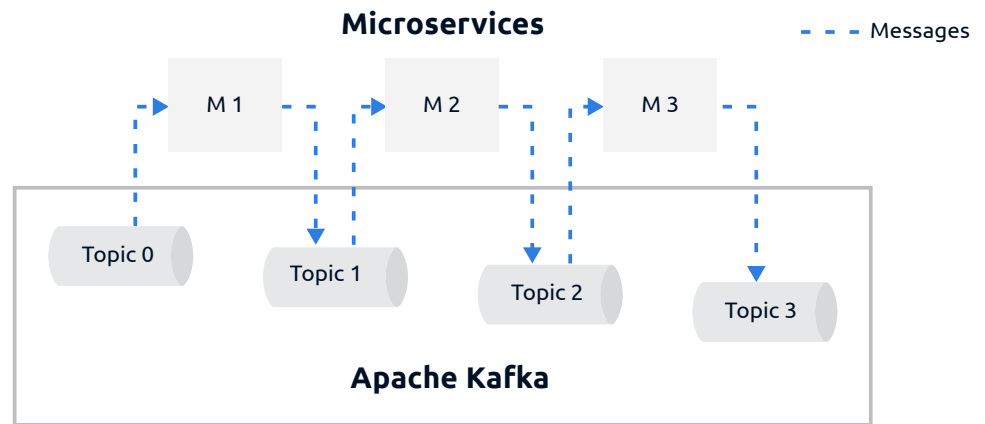 Microservices
Messages
M 1
M 2
M 3
Topic 0
Topic 1
Topic 2
Topic 3
Apache Kafka